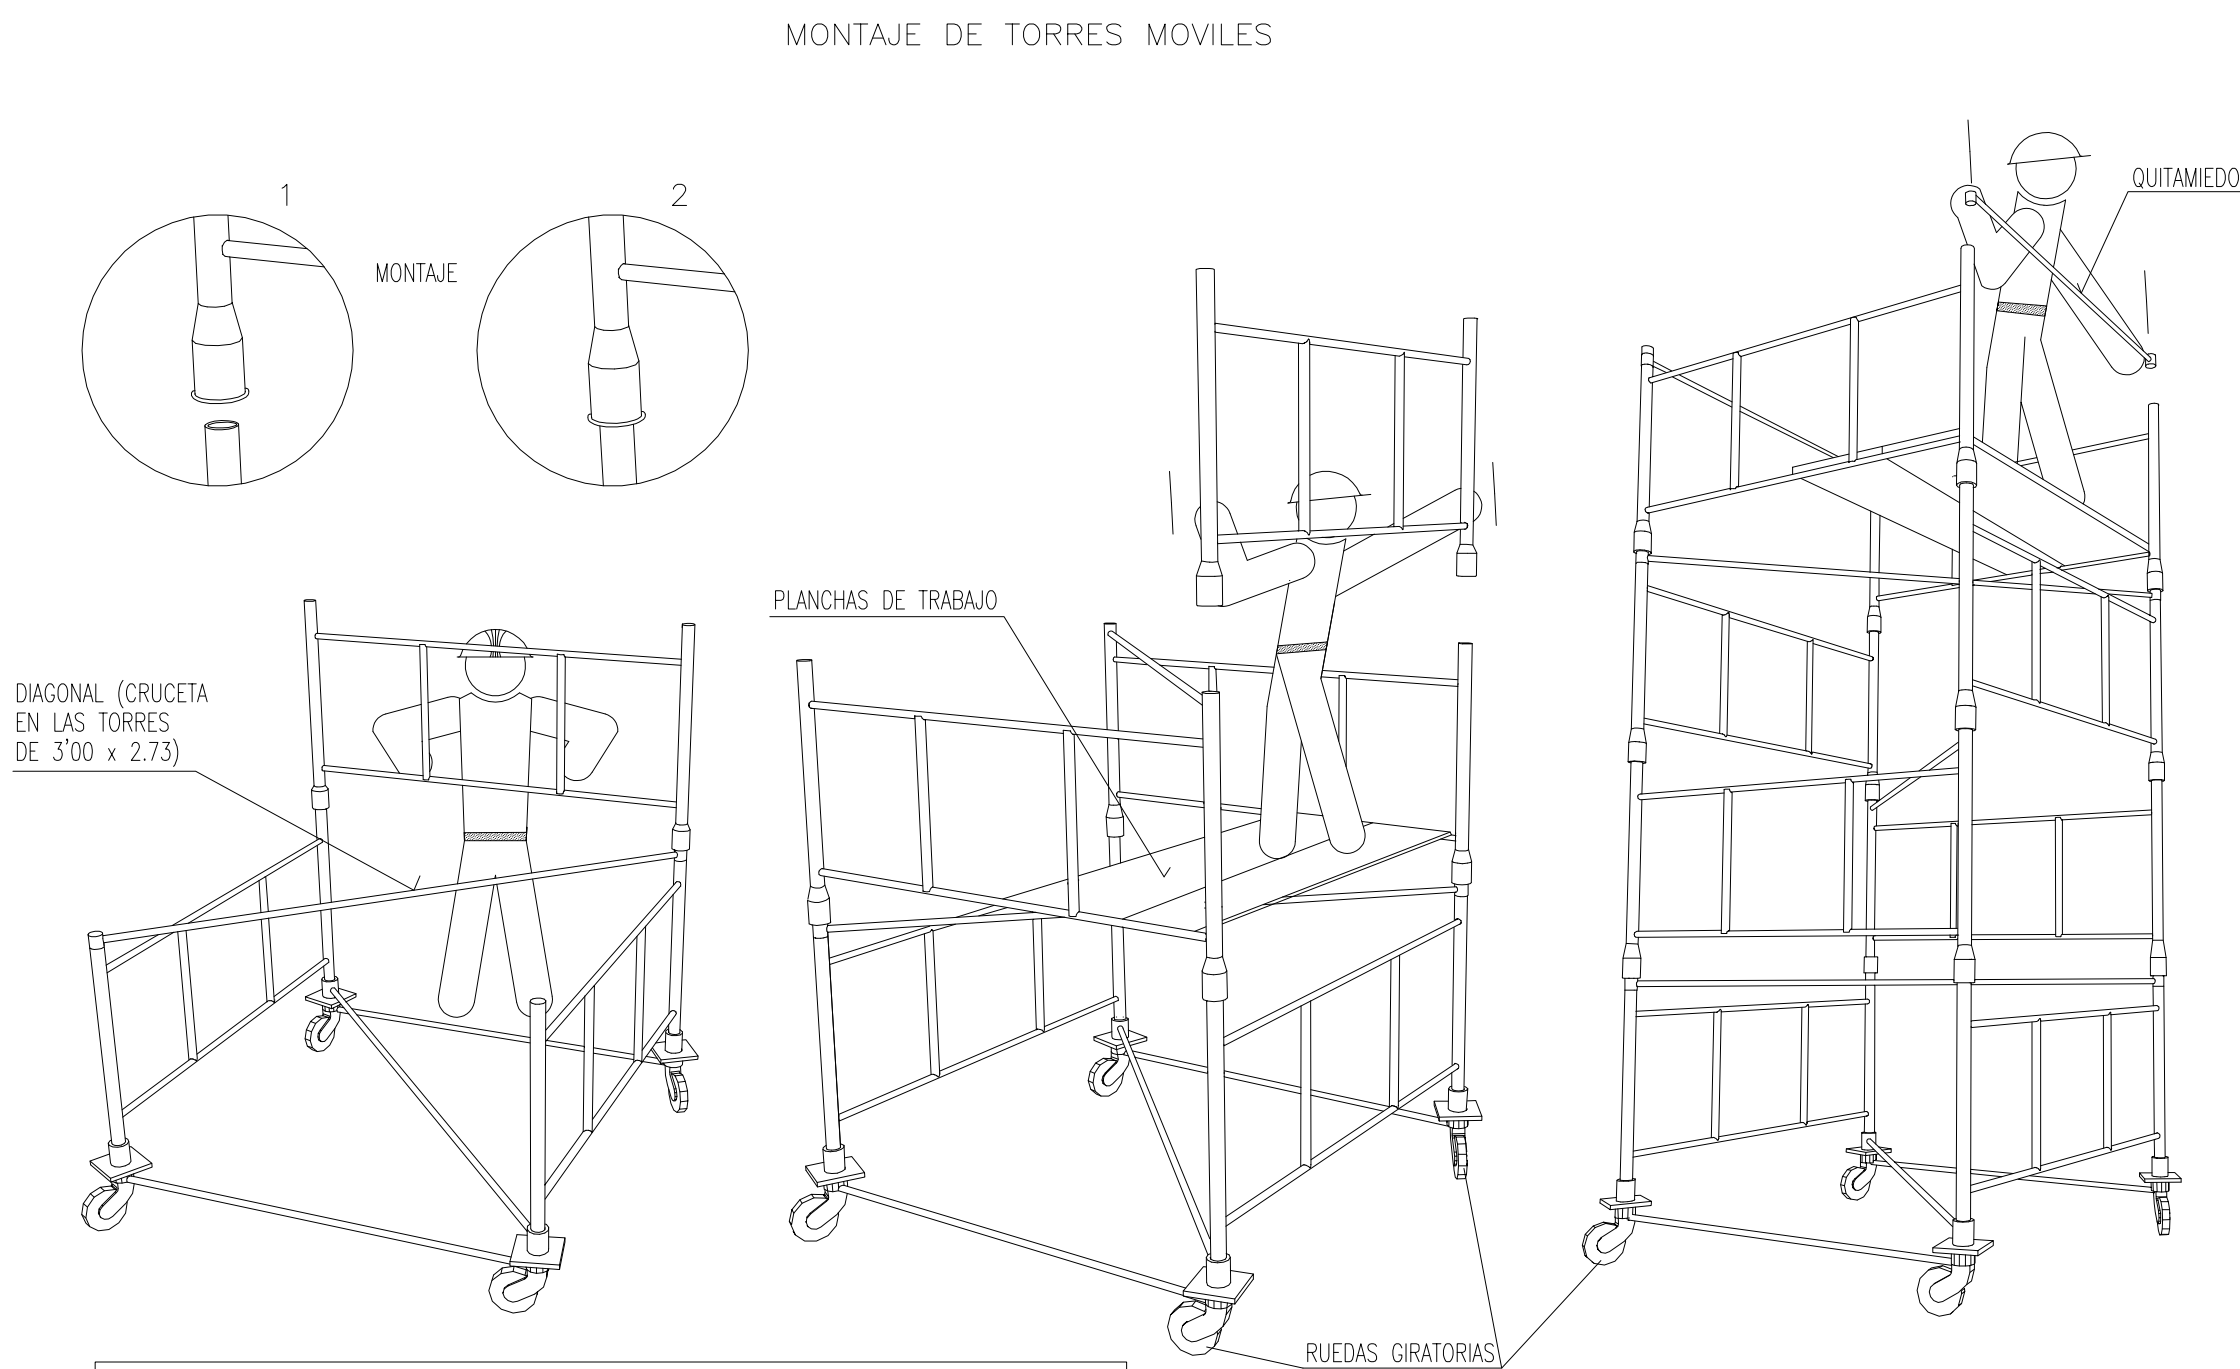 MONTAJE DE TORRES MOVILES
1
2
MONTAJE
QUITAMIEDO
PLANCHAS DE TRABAJO
DIAGONAL (CRUCETA
EN LAS TORRES
DE 3'00 x 2.73)
RUEDAS GIRATORIAS